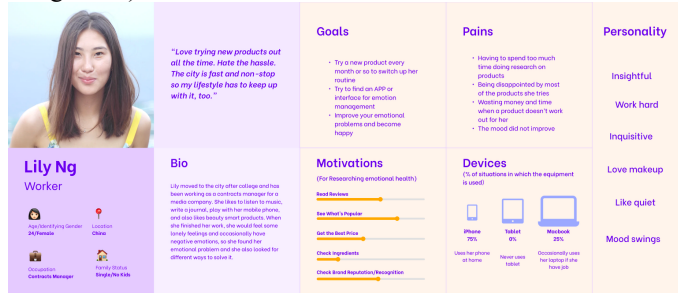 "Love trying new products out
all the time. Hate the hassle.
The city is fast and non-stop
so my lifestyle has to keep up
with it, too."
Goals
• Try a new product every
month or so to switch up her
routine
• Try to find an APP or
interface for emotion
management
• Improve your emotional
problems and become
happy
Pains
• Having to spend too much
time doing research on
products
• Being disappointed by most
of the products she tries
• Wasting money and time
when a product doesn't work
out for her
• The mood did not improve
Personality
Insightful
Work hard
Inquisitive
Love makeup
Like quiet
Mood swings
Lily Ng
Worker
Age/Identifying Gender
24/Female
Location
China
Occupation
Contracts Manager
Family Status
Single/No Kids
Bio
Lily moved to the city after college and has
been working as a contracts manager for a
media company. She likes to listen to music,
write a journal, play with her mobile phone,
and also likes beauty smart products. When
she finished her work, she would feel some
lonely feelings and occasionally have
negative emotions, so she found her
emotional problem and she also looked for
different ways to solve it.
Motivations
(For Researching emotional health)
Read Reviews
See What's Popular
Get the Best Price
Check Ingredients
Check Brand Reputation/Recognition
Devices
(% of situations in which the equipment
is used)
iPhone
75%
Uses her phone
at home
Tablet
0%
Never uses
tablet
Macbook
25%
Occasionally uses
her laptop if she
have job